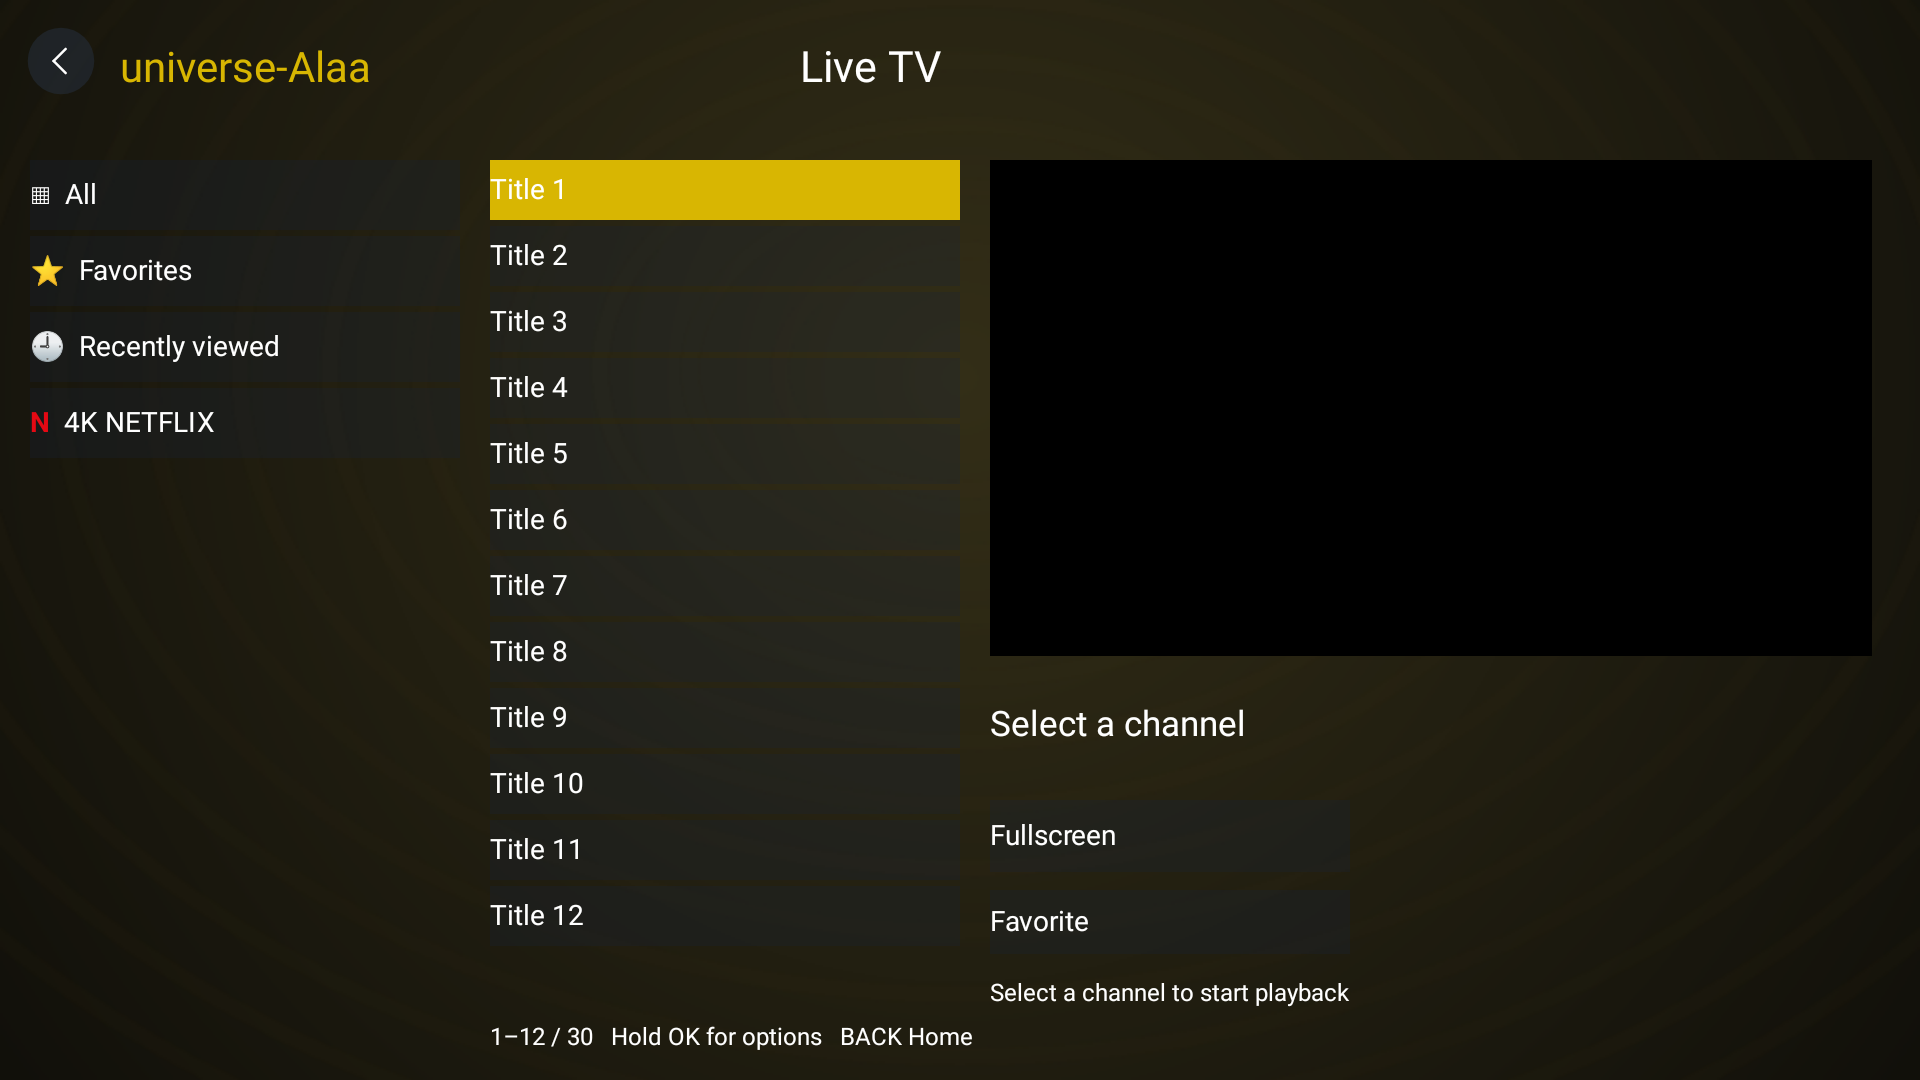 universe-Alaa
Live TV
All
Favorites
Recently viewed
N 4K NETFLIX
Title 1
Title 2
Title 3
Title 4
Title 5
Title 6
Title 7
Title 8
Title 9
Title 10
Title 11
Title 12
Select a channel
Fullscreen
Favorite
Select a channel to start playback
1–12 / 30 Hold OK for options BACK Home